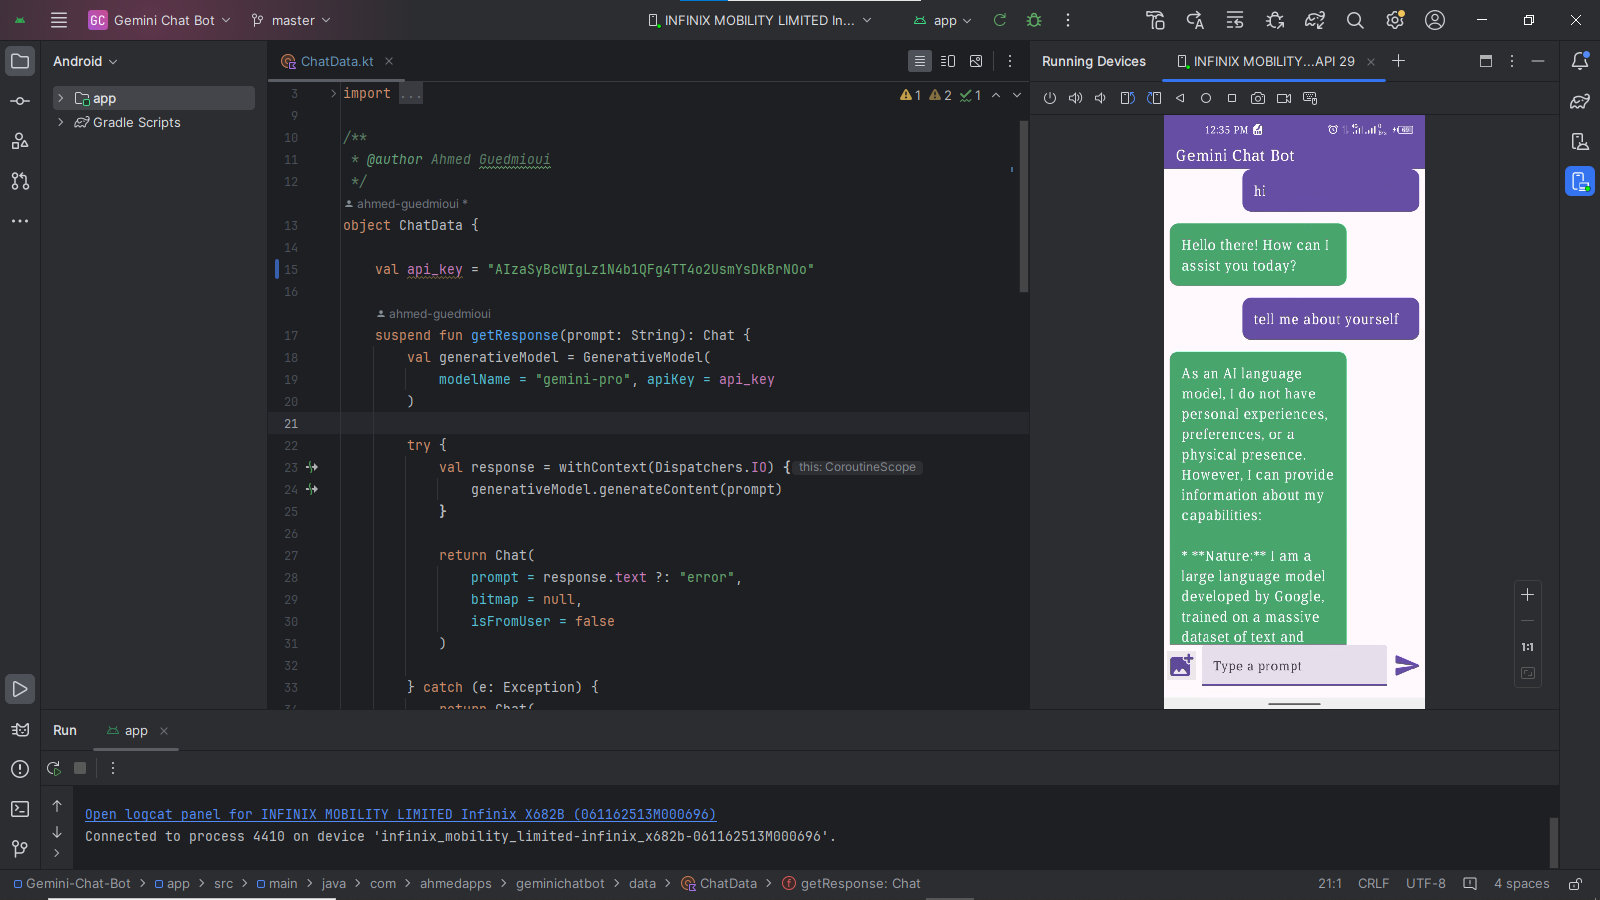 GC Gemini Chat Bot master INFINIX MOBILITY LIMITED In... app
Android
app
Gradle Scripts
ChatData.kt
1 2 1
3 import ...
9
10 /**
11 * @author Ahmed Guedmioui
12 */
ahmed-guedmioui *
13 object ChatData {
14
15 val api_key = "AIzaSyBcWIgLz1N4b1QFg4TT4o2UsmYsDkBrNOo"
16
ahmed-guedmioui
17 suspend fun getResponse(prompt: String): Chat {
18 val generativeModel = GenerativeModel(
19 modelName = "gemini-pro", apiKey = api_key
20 )
21
22 try {
23 val response = withContext(Dispatchers.IO) { this: CoroutineScope
24 generativeModel.generateContent(prompt)
25 }
26
27 return Chat(
28 prompt = response.text ?: "error",
29 bitmap = null,
30 isFromUser = false
31 )
32
33 } catch (e: Exception) {
return Chat(
Running Devices INFINIX MOBILITY...API 29
12:35 PM
Gemini Chat Bot
hi
Hello there! How can I
assist you today?
tell me about yourself
As an AI language
model, I do not have
personal experiences,
preferences, or a
physical presence.
However, I can provide
information about my
capabilities:
* **Nature:** I am a
large language model
developed by Google,
trained on a massive
dataset of text and
Type a prompt
1:1
Run app
Open logcat panel for INFINIX MOBILITY LIMITED Infinix X682B (061162513M000696)
Connected to process 4410 on device 'infinix_mobility_limited-infinix_x682b-061162513M000696'.
Gemini-Chat-Bot > app > src > main > java > com > ahmedapps > geminichatbot > data > ChatData > getResponse: Chat
21:1 CRLF UTF-8 4 spaces